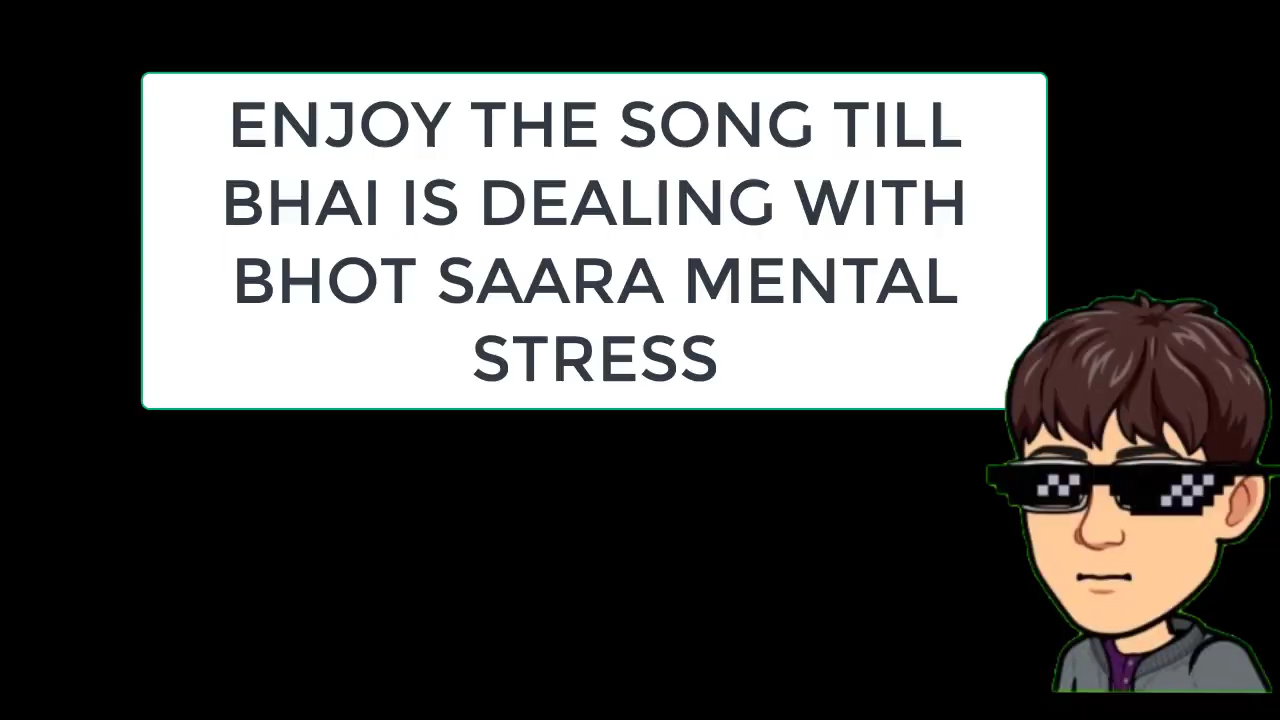 ENJOY THE SONG TILL
BHAI IS DEALING WITH
BHOT SAARA MENTAL
STRESS